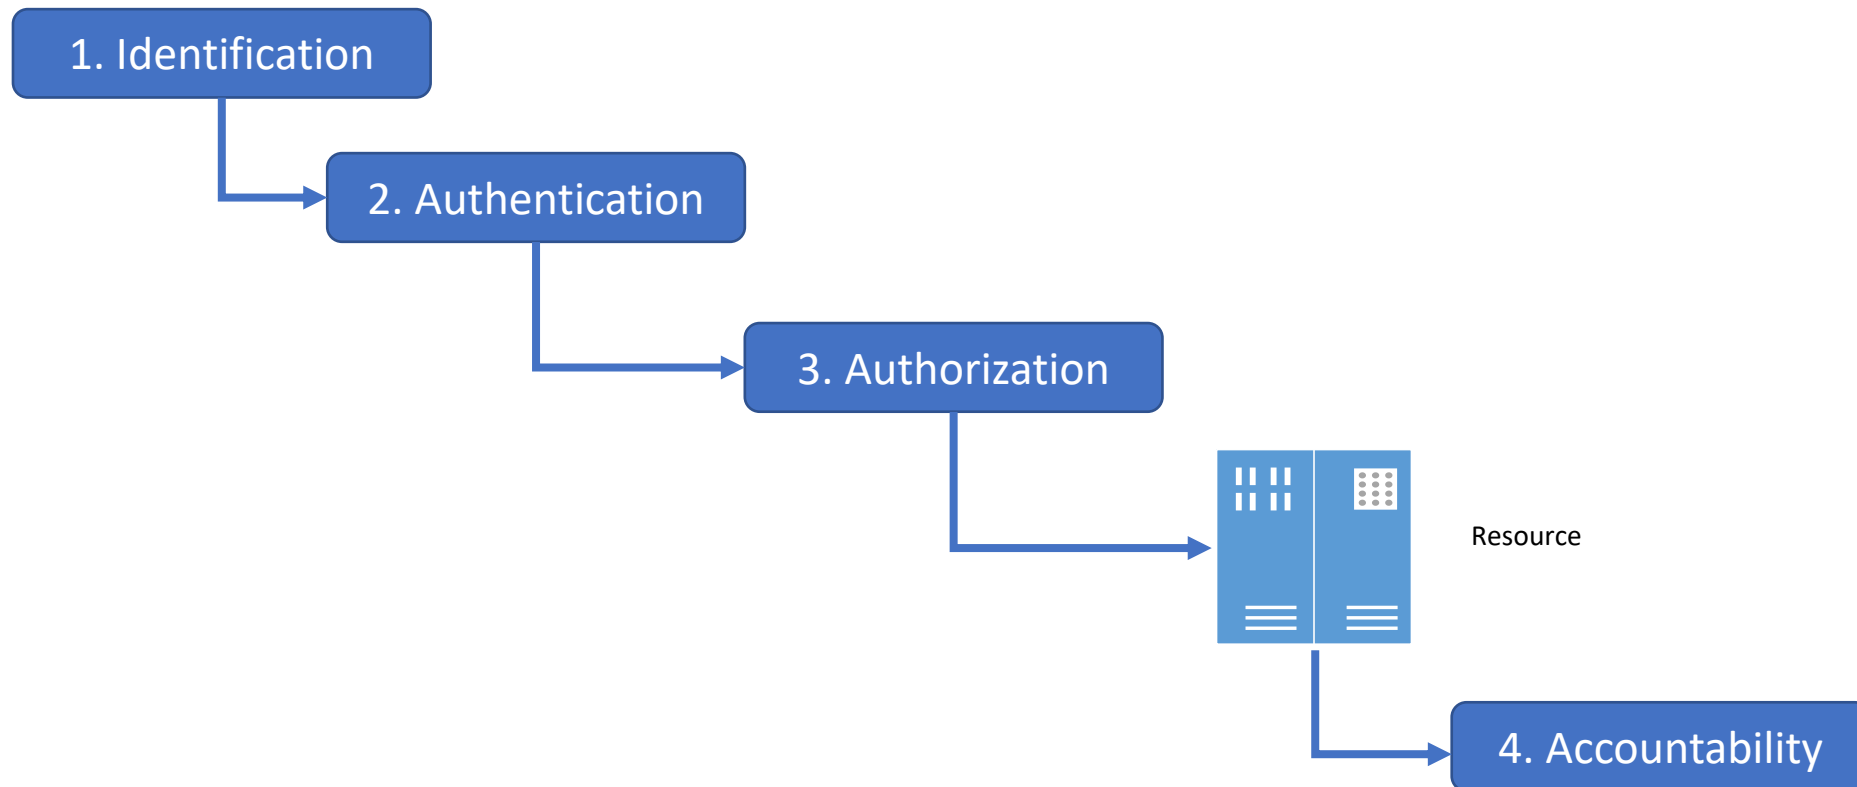 1. Identification
2. Authentication
3. Authorization
Resource
4. Accountability